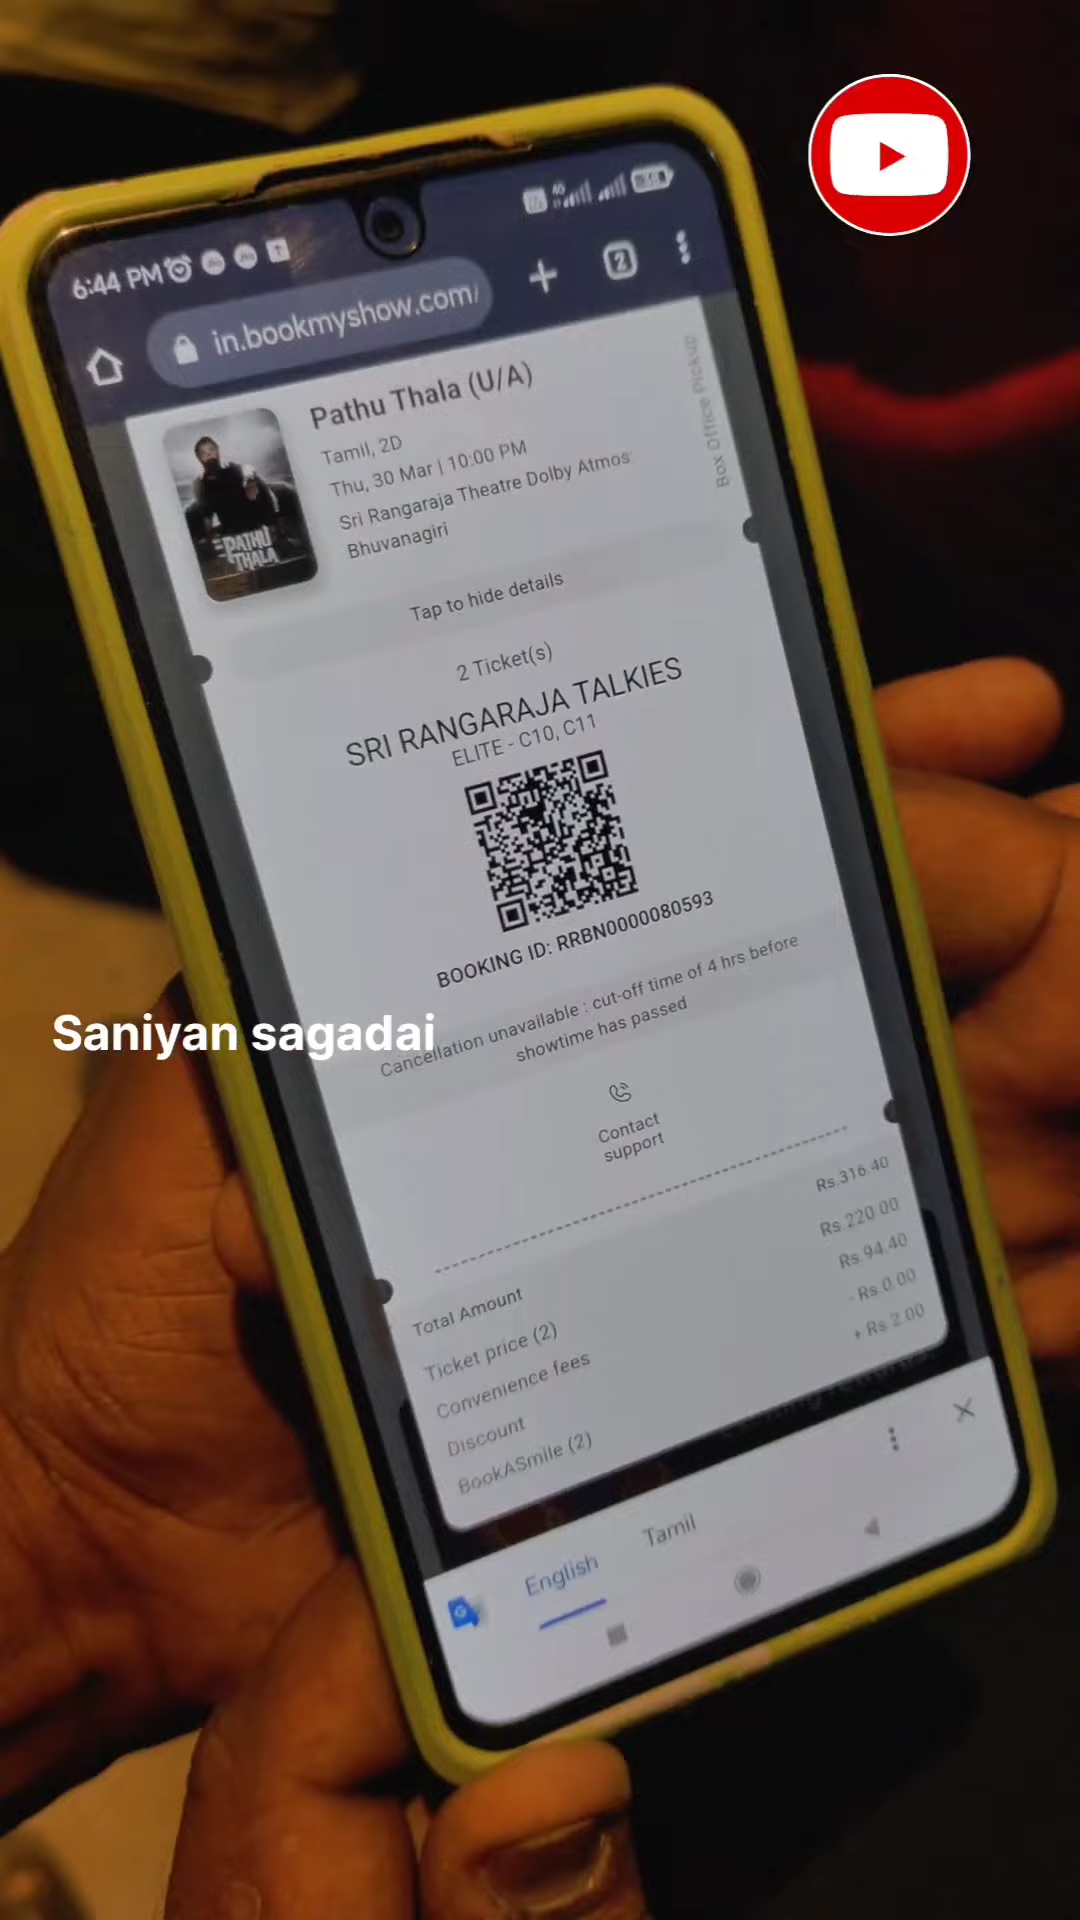 6:44 PM
4G
2
in.bookmyshow.com/
Pathu Thala (U/A)
Tamil, 2D
Thu, 30 Mar | 10:00 PM
Sri Rangaraja Theatre Dolby Atmos
Bhuvanagiri
Box Office Pickup
PATHU
THALA
Tap to hide details
2 Ticket(s)
SRI RANGARAJA TALKIES
ELITE - C10, C11
BOOKING ID: RRBN0000080593
Saniyan sagadai
Cancellation unavailable : cut-off time of 4 hrs before
showtime has passed
Contact
support
Total Amount Rs.316.40
Ticket price (2) Rs.220.00
Convenience fees Rs.94.40
Discount - Rs.0.00
BookASmile (2) + Rs.2.00
English Tamil